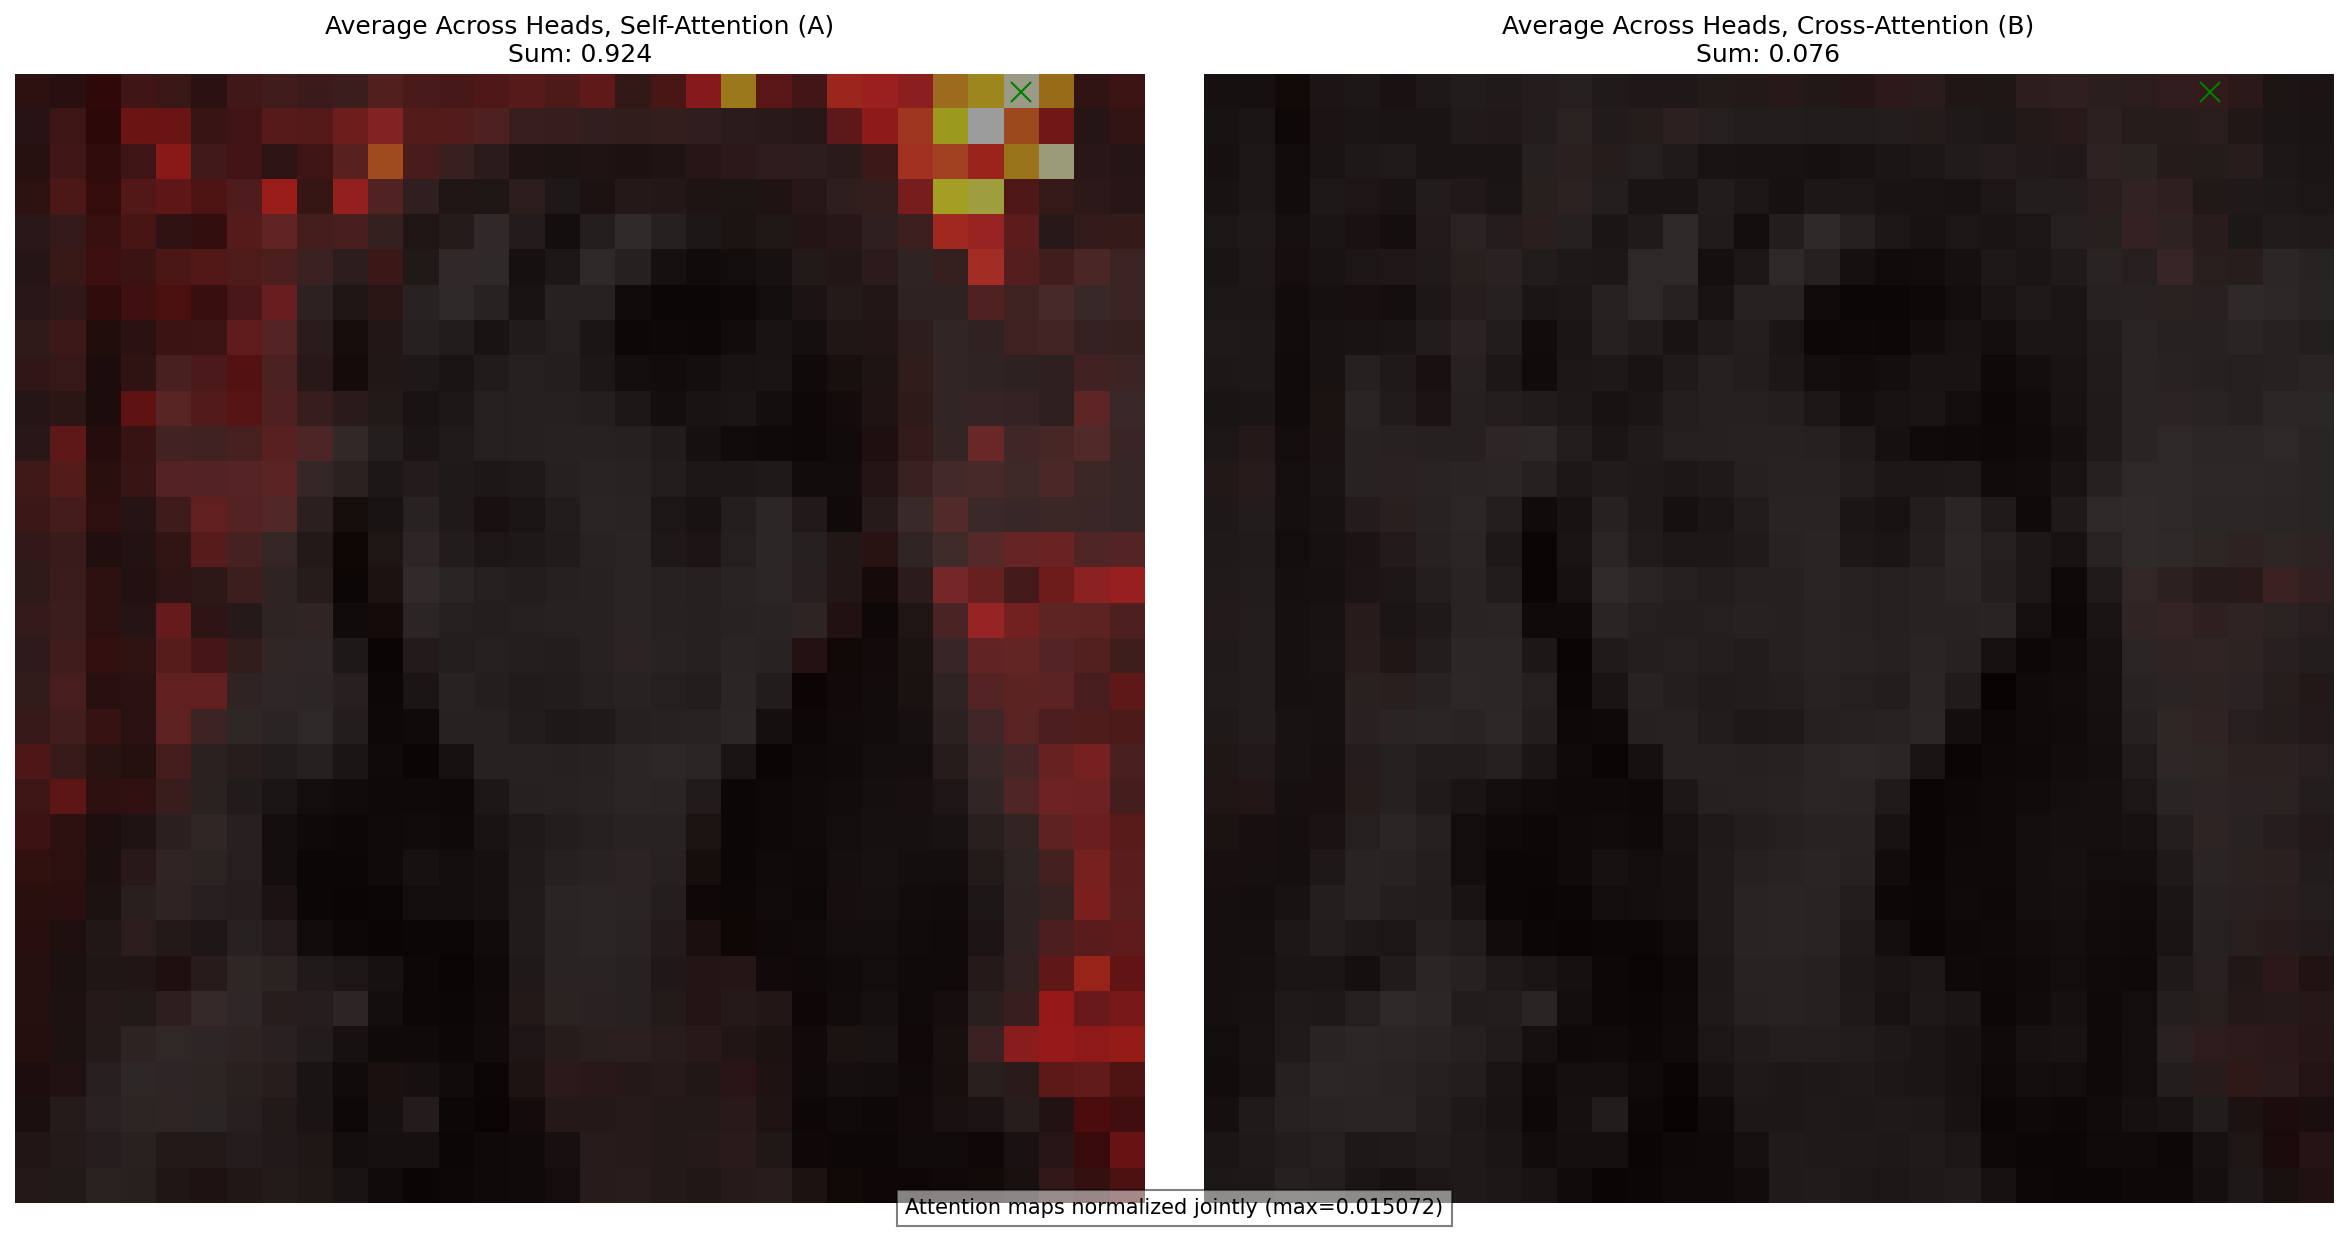 Average Across Heads, Self-Attention (A)
Sum: 0.924
Average Across Heads, Cross-Attention (B)
Sum: 0.076
Attention maps normalized jointly (max=0.015072)